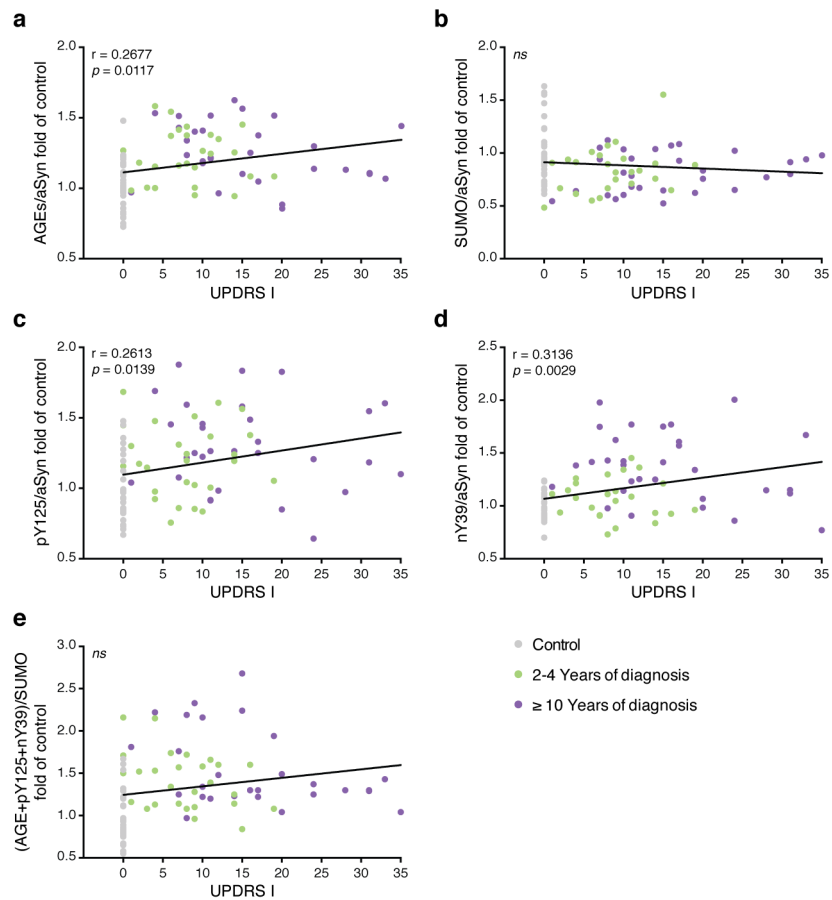 a
2.0
1.5
1.0
0.5
AGEs/aSyn fold of control
r = 0.2677
p = 0.0117
0 5 10 15 20 25 30 35
UPDRS I
b
2.0
1.5
1.0
0.5
0.0
SUMO/aSyn fold of control
ns
0 5 10 15 20 25 30 35
UPDRS I
c
2.0
1.5
1.0
0.5
pY125/aSyn fold of control
r = 0.2613
p = 0.0139
0 5 10 15 20 25 30 35
UPDRS I
d
2.5
2.0
1.5
1.0
0.5
nY39/aSyn fold of control
r = 0.3136
p = 0.0029
0 5 10 15 20 25 30 35
UPDRS I
e
3.0
2.5
2.0
1.5
1.0
0.5
(AGE+pY125+nY39)/SUMO
fold of control
ns
0 5 10 15 20 25 30 35
UPDRS I
Control
2-4 Years of diagnosis
≥ 10 Years of diagnosis